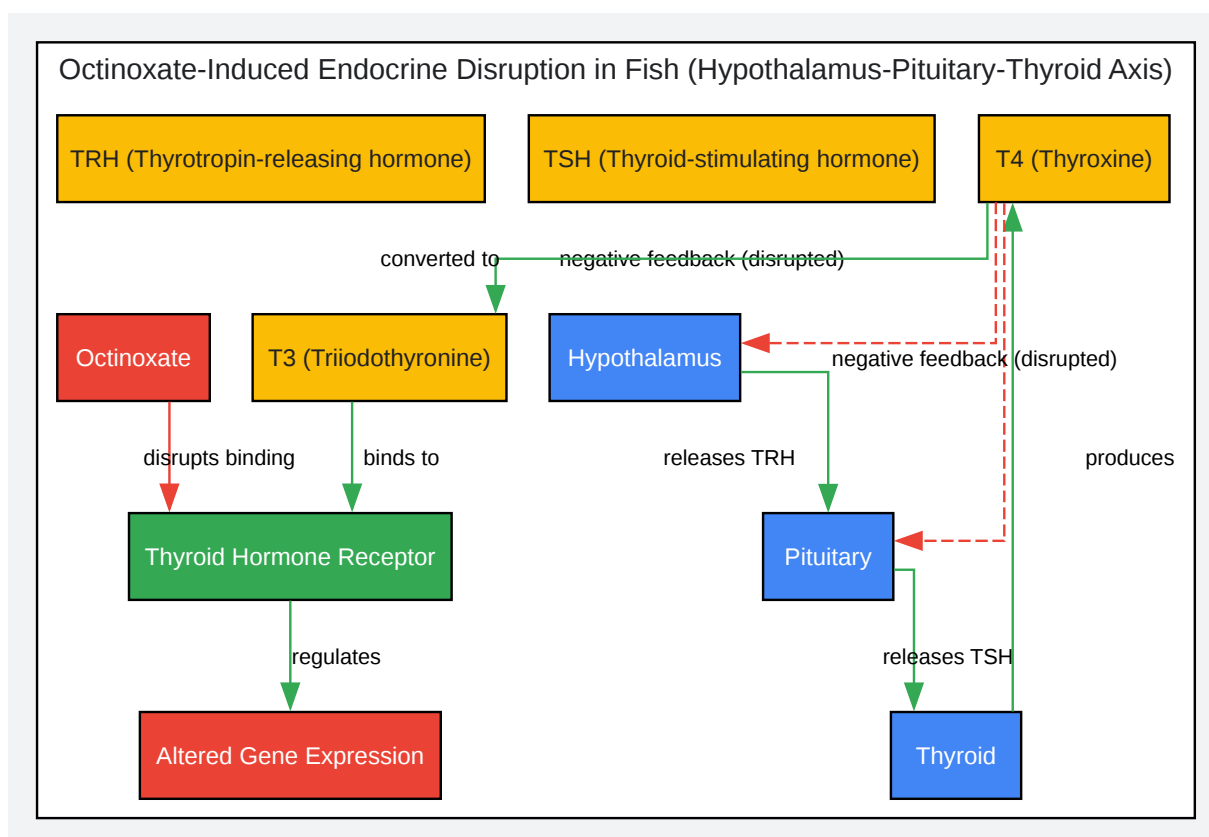 Octinoxate-Induced Endocrine Disruption in Fish (Hypothalamus-Pituitary-Thyroid Axis)
TRH (Thyrotropin-releasing hormone)
TSH (Thyroid-stimulating hormone)
T4 (Thyroxine)
converted to
negative feedback (disrupted)
Octinoxate
T3 (Triiodothyronine)
Hypothalamus
negative feedback (disrupted)
disrupts binding
binds to
releases TRH
produces
Thyroid Hormone Receptor
Pituitary
regulates
releases TSH
Altered Gene Expression
Thyroid